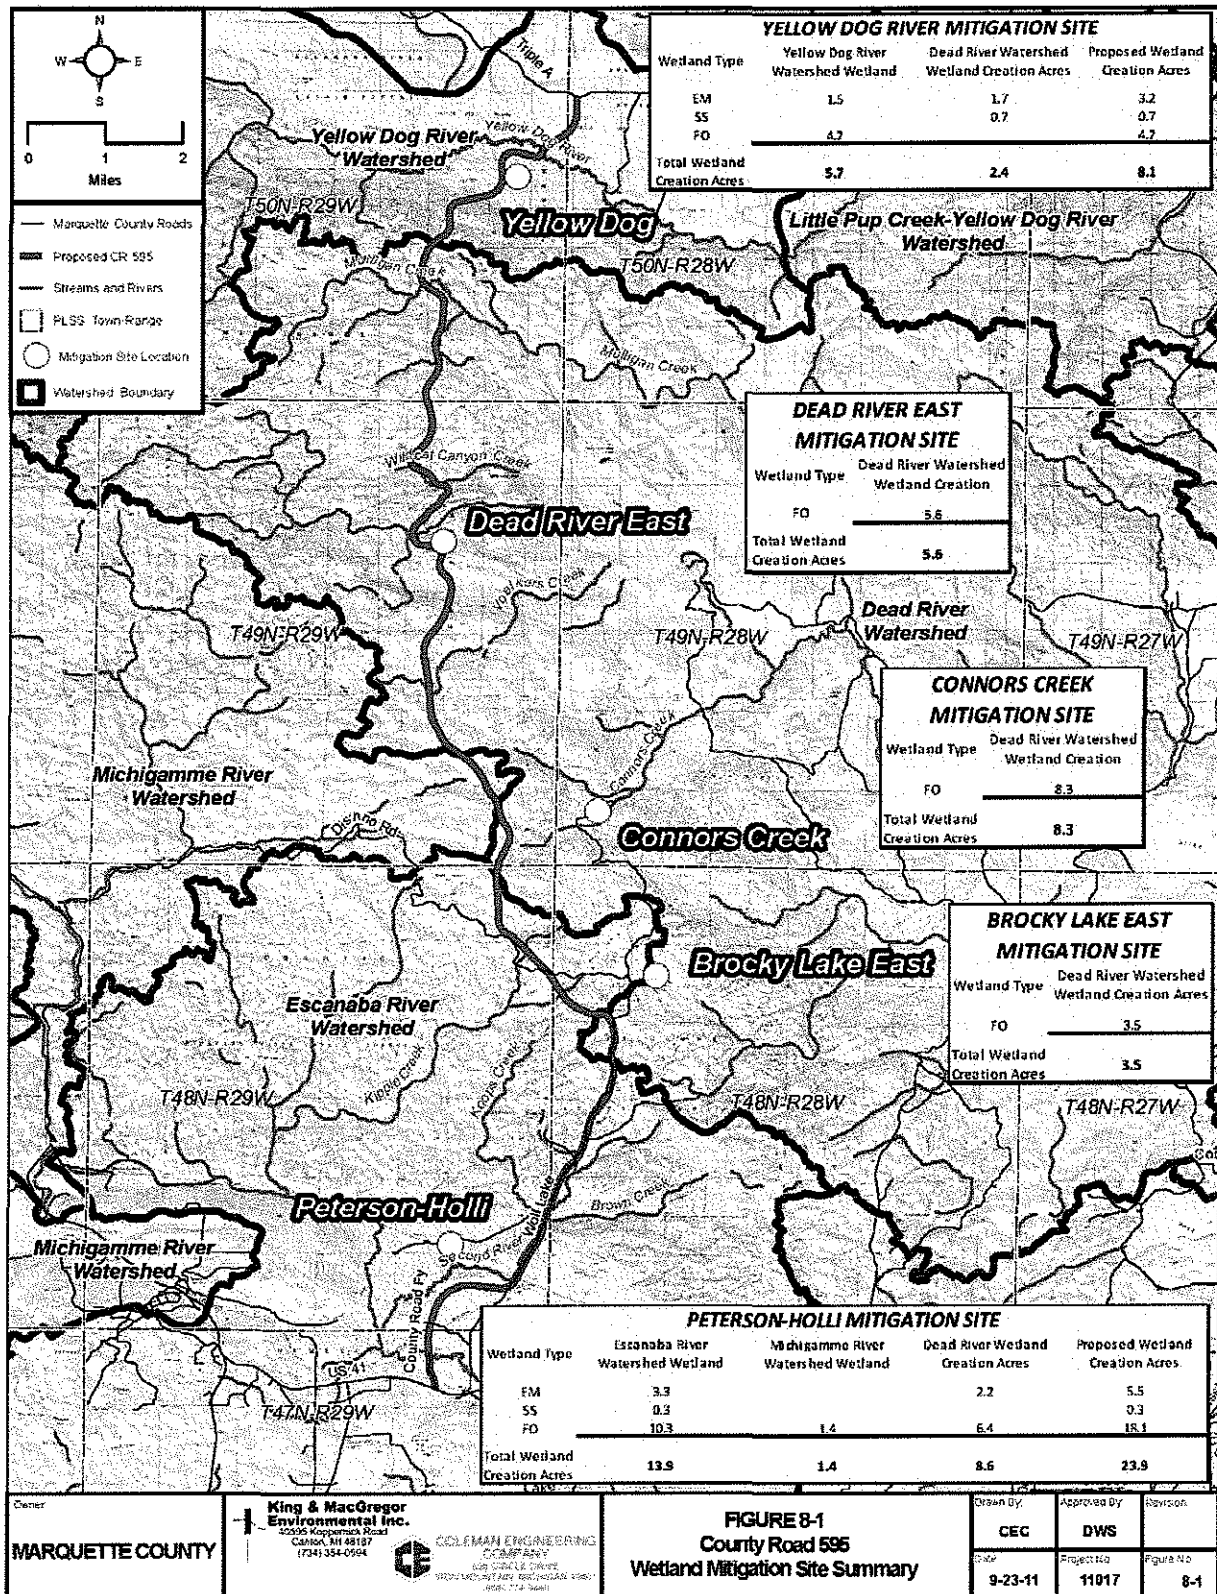 N
W
E
S
0 1 2
Miles
Marquette County Roads
Proposed CR 595
Streams and Rivers
PLSS Town-Range
Mitigation Site Location
Watershed Boundary
YELLOW DOG RIVER MITIGATION SITE
Wetland Type Yellow Dog River Watershed Wetland Dead River Watershed Wetland Creation Acres Proposed Wetland Creation Acres
EM 1.5 1.7 3.2
SS 0.7 0.7
FO 4.2 4.2
Total Wetland Creation Acres 5.7 2.4 8.1
Triple A
Yellow Dog River
Yellow Dog River
Watershed
T50N-R29W
Yellow Dog
Little Pup Creek-Yellow Dog River
Watershed
T50N-R28W
Mulligan Creek
Mulligan Creek
DEAD RIVER EAST
MITIGATION SITE
Wetland Type Dead River Watershed Wetland Creation
FO 5.6
Total Wetland Creation Acres 5.6
Wildcat Canyon Creek
Dead River East
Voelkers Creek
Dead River
Watershed
T49N-R29W
T49N-R28W
T49N-R27W
CONNORS CREEK
MITIGATION SITE
Wetland Type Dead River Watershed Wetland Creation
FO 8.3
Total Wetland Creation Acres 8.3
Connors Creek
Michigamme River
Watershed
Dishno Rd
Connors Creek
BROCKY LAKE EAST
MITIGATION SITE
Wetland Type Dead River Watershed Wetland Creation Acres
FO 3.5
Total Wetland Creation Acres 3.5
Brocky Lake East
Escanaba River
Watershed
Kipple Creek
Koops Creek
T48N-R29W
T48N-R28W
T48N-R27W
Peterson-Holli
Wolf Lake
Brown Creek
Second River
Michigamme River
Watershed
County Road Fy
US 41
T47N-R29W
PETERSON-HOLLI MITIGATION SITE
Wetland Type Escanaba River Watershed Wetland Michigamme River Watershed Wetland Dead River Wetland Creation Acres Proposed Wetland Creation Acres
EM 3.3 2.2 5.5
SS 0.3 0.3
FO 10.3 1.4 6.4 18.1
Total Wetland Creation Acres 13.9 1.4 8.6 23.9
Lake
Owner
MARQUETTE COUNTY
King & MacGregor
Environmental Inc.
Koppernick Road
Canton, MI 48187
(734) 354-0594
COLEMAN ENGINEERING
COMPANY
FIGURE 8-1
County Road 595
Wetland Mitigation Site Summary
Drawn By: Approved By Revision
CEC DWS
Date Project No Figure No
9-23-11 11017 8-1